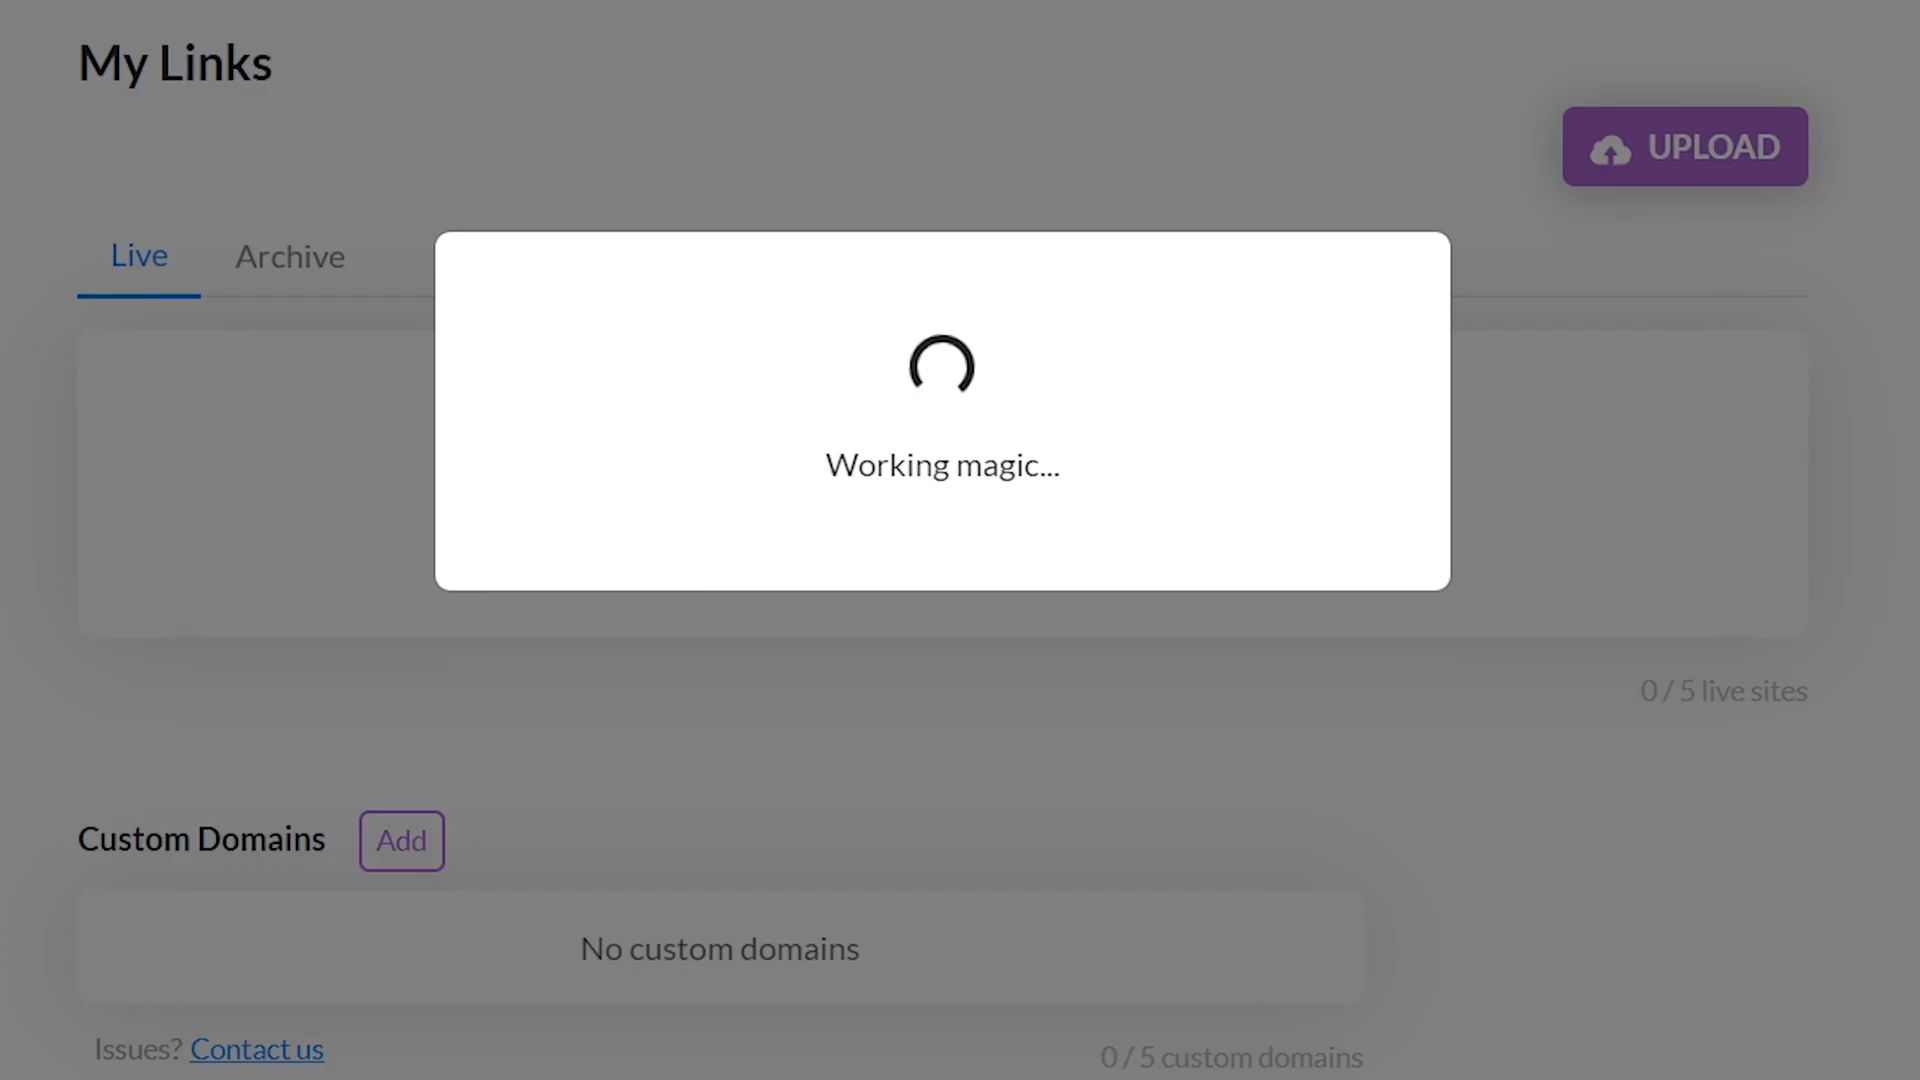 My Links
UPLOAD
Live
Archive
Working magic...
0 / 5 live sites
Custom Domains
Add
No custom domains
Issues? Contact us
0 / 5 custom domains